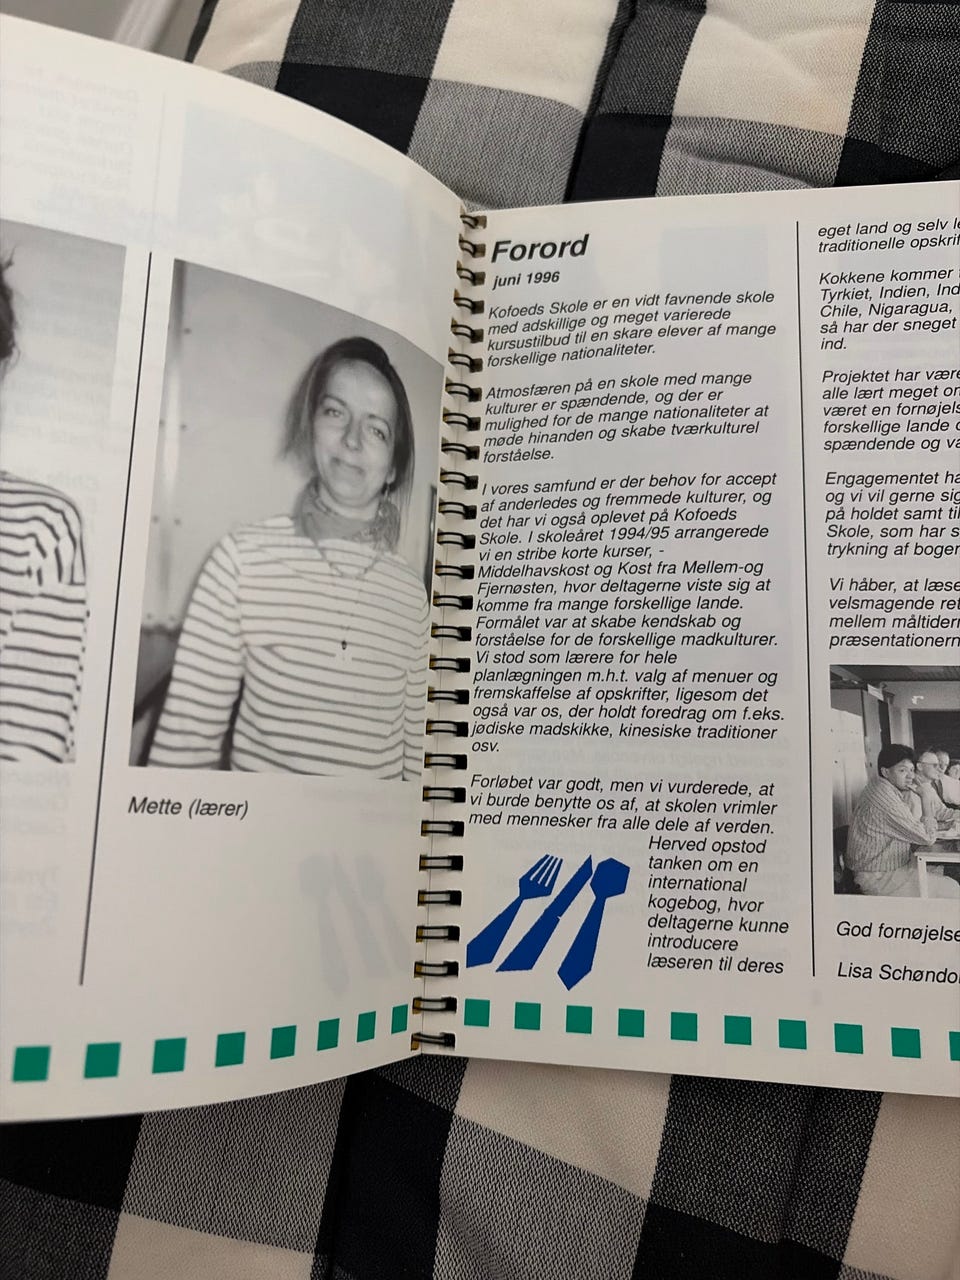 Mette (lærer)
Forord
juni 1996
Kofoeds Skole er en vidt favnende skole
med adskillige og meget varierede
kursustilbud til en skare elever af mange
forskellige nationaliteter.
Atmosfæren på en skole med mange
kulturer er spændende, og der er
mulighed for de mange nationaliteter at
møde hinanden og skabe tværkulturel
forståelse.
I vores samfund er der behov for accept
af anderledes og fremmede kulturer, og
det har vi også oplevet på Kofoeds
Skole. I skoleåret 1994/95 arrangerede
vi en stribe korte kurser, -
Middelhavskost og Kost fra Mellem-og
Fjernøsten, hvor deltagerne viste sig at
komme fra mange forskellige lande.
Formålet var at skabe kendskab og
forståelse for de forskellige madkulturer.
Vi stod som lærere for hele
planlægningen m.h.t. valg af menuer og
fremskaffelse af opskrifter, ligesom det
også var os, der holdt foredrag om f.eks.
jødiske madskikke, kinesiske traditioner
osv.
Forløbet var godt, men vi vurderede, at
vi burde benytte os af, at skolen vrimler
med mennesker fra alle dele af verden.
Herved opstod
tanken om en
international
kogebog, hvor
deltagerne kunne
introducere
læseren til deres
eget land og selv
traditionelle
Kokkene kommer
Tyrkiet, Indien,
Chile, Nigaragua,
så har der sneget
ind.
Projektet har
alle lært meget
været en
forskellige lande
spændende og
Engagementet
og vi vil gerne
på holdet samt
Skole, som har
trykning af
Vi håber, at
velsmagende
mellem
God
Lisa